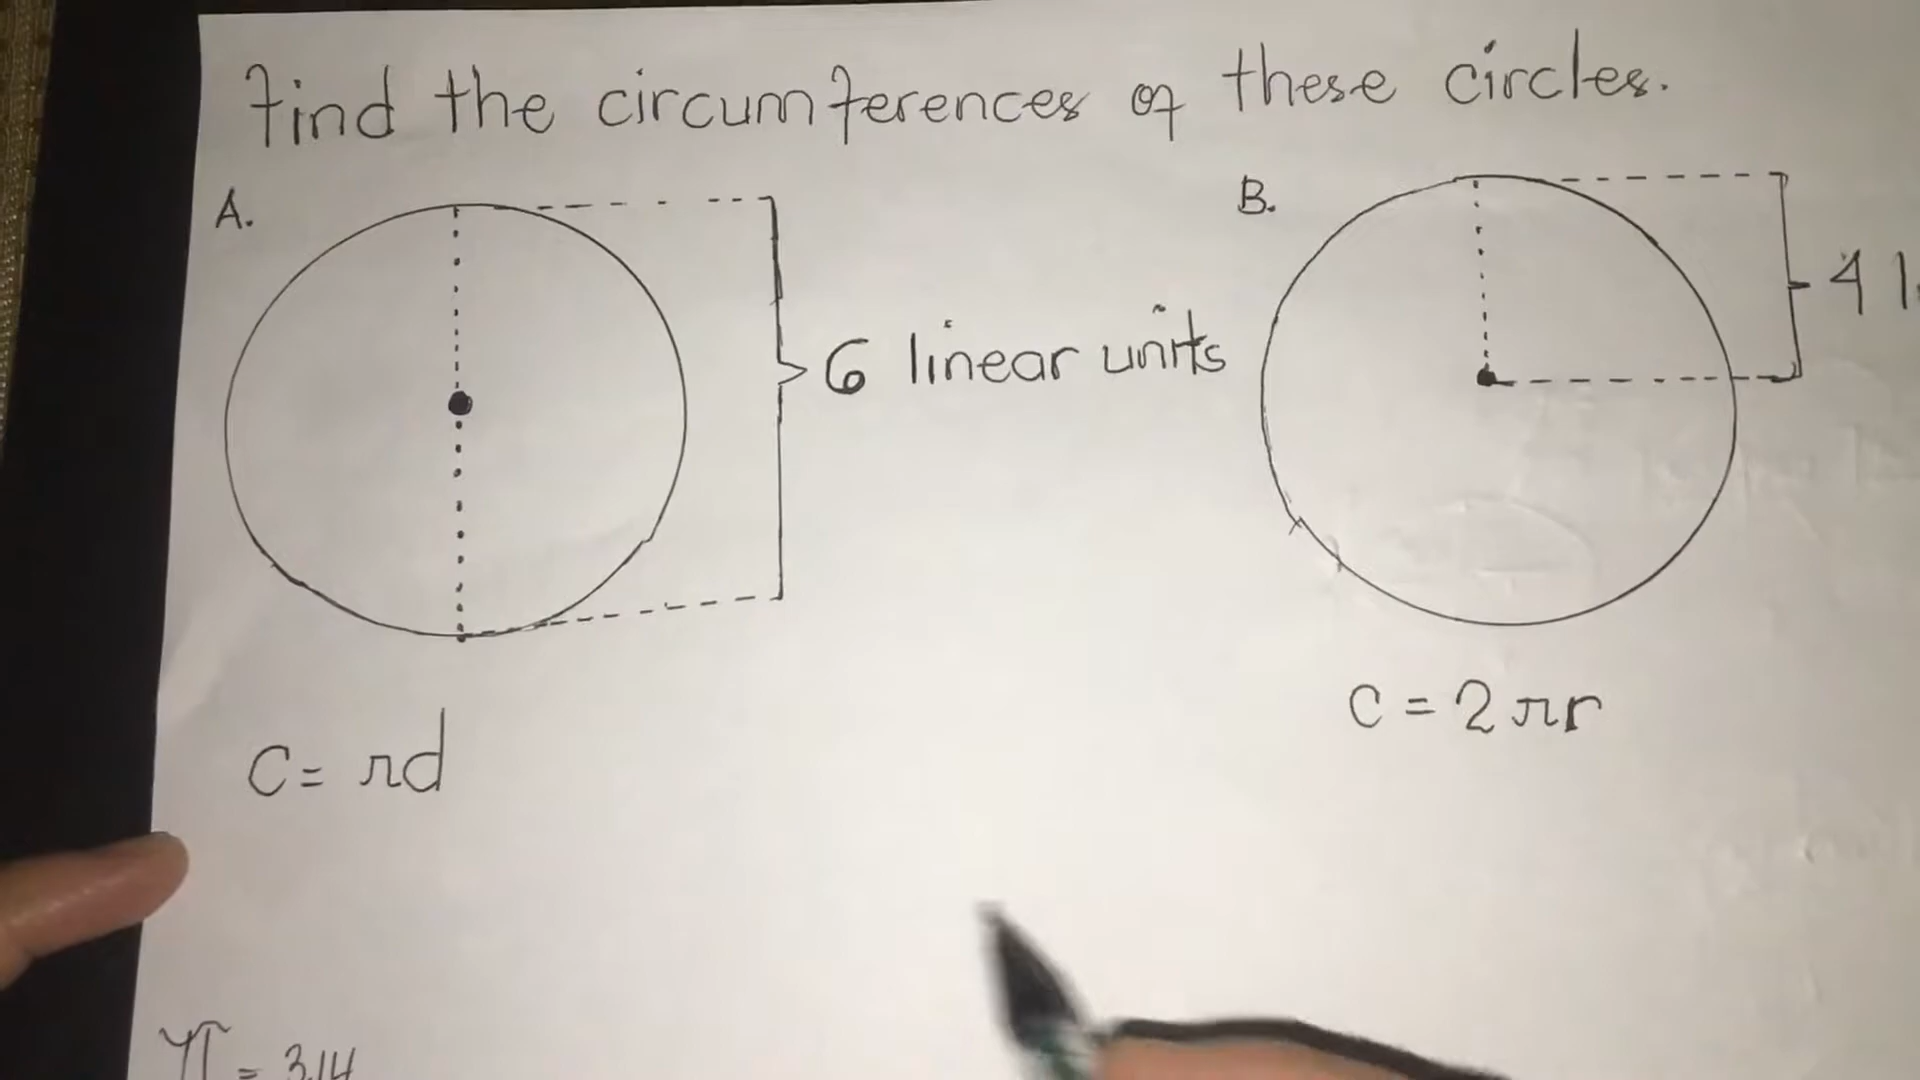 Find the circumferences of these circles.
A.
6 linear units
B.
4
C = πd
C = 2πr
π = 3.14